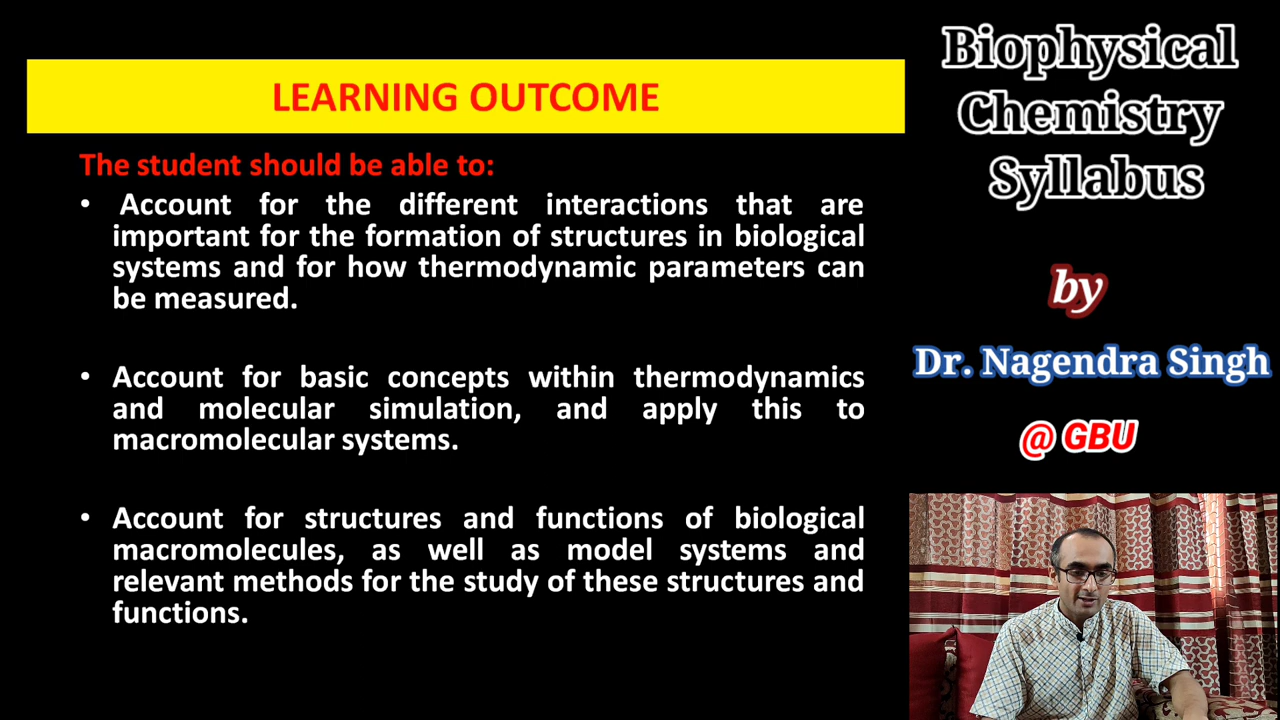 LEARNING OUTCOME
The student should be able to:
• Account for the different interactions that are
important for the formation of structures in biological
systems and for how thermodynamic parameters can
be measured.
• Account for basic concepts within thermodynamics
and molecular simulation, and apply this to
macromolecular systems.
• Account for structures and functions of biological
macromolecules, as well as model systems and
relevant methods for the study of these structures and
functions.
Biophysical
Chemistry
Syllabus
by
Dr. Nagendra Singh
@ GBU